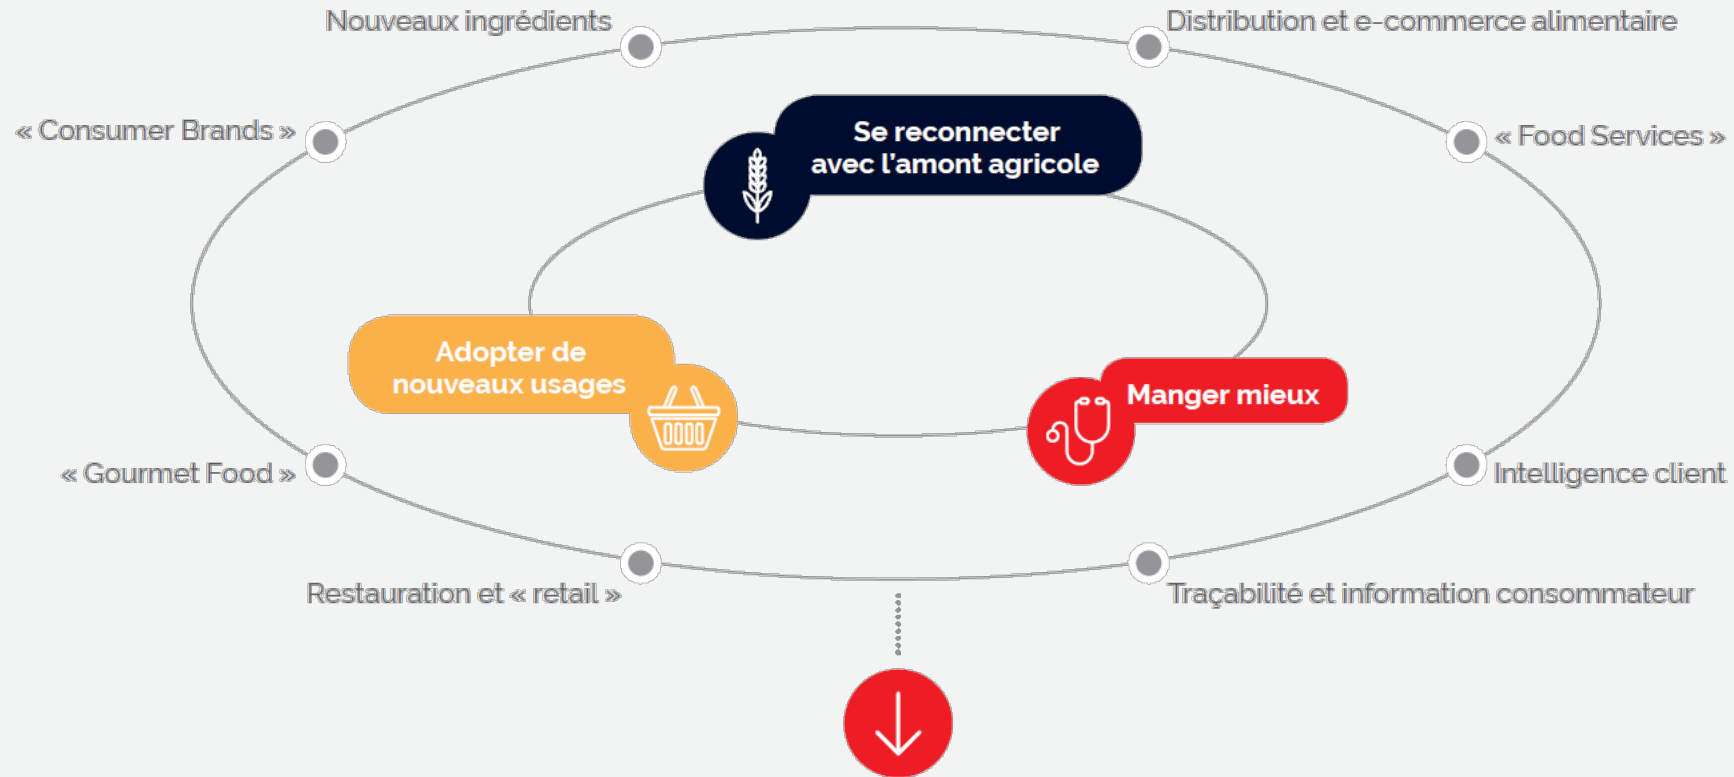 Nouveaux ingrédients
Distribution et e-commerce alimentaire
« Consumer Brands »
« Food Services »
Se reconnecter
avec l'amont agricole
Adopter de
nouveaux usages
Manger mieux
« Gourmet Food »
Intelligence client
Restauration et « retail »
Traçabilité et information consommateur